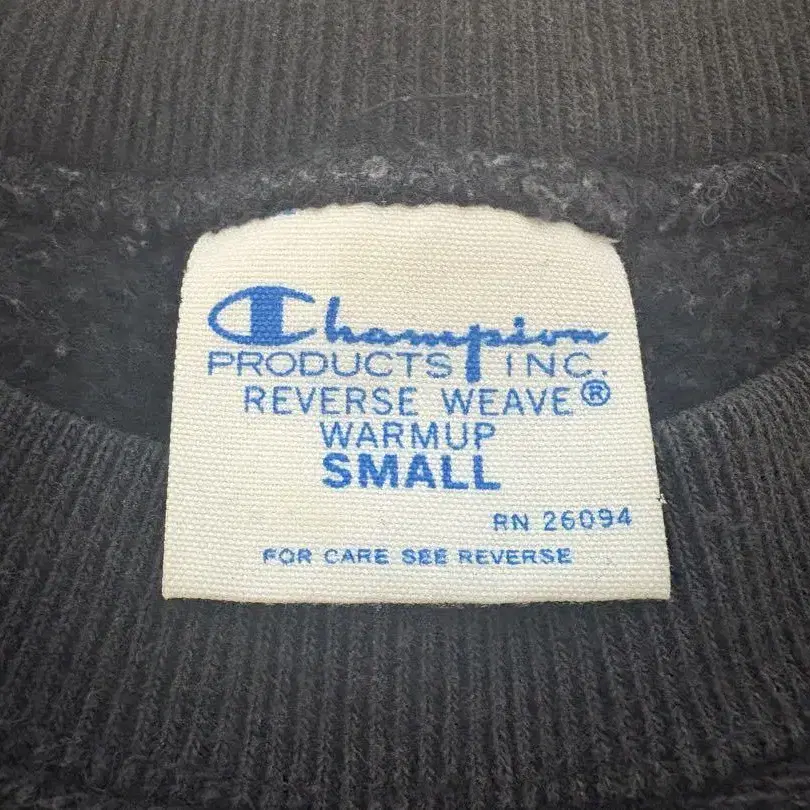 Champion
PRODUCTS INC.
REVERSE WEAVE®
WARMUP
SMALL
RN 26094
FOR CARE SEE REVERSE